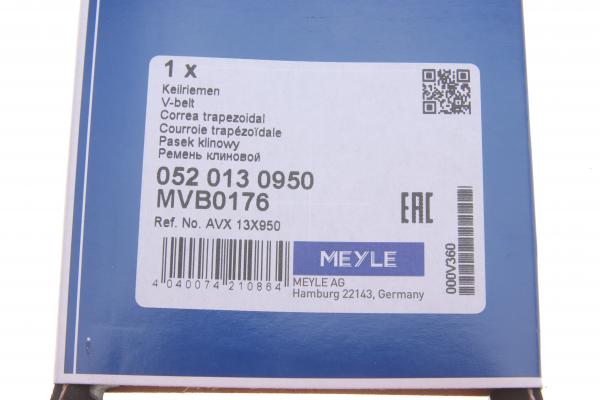 1 x
Keilriemen
V-belt
Correa trapezoidal
Courroie trapézoïdale
Pasek klinowy
Ремень клиновой
052 013 0950
MVB0176
Ref. No. AVX 13X950
EAC
MEYLE
MEYLE AG
Hamburg 22143, Germany
4 040074 210864
000V360